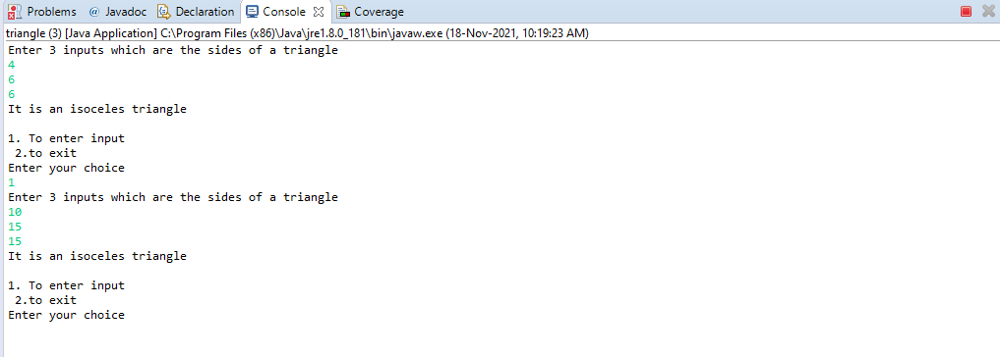 Problems @ Javadoc Declaration Console Coverage
triangle (3) [Java Application] C:\Program Files (x86)\Java\jre1.8.0_181\bin\javaw.exe (18-Nov-2021, 10:19:23 AM)
Enter 3 inputs which are the sides of a triangle
4
6
6
It is an isoceles triangle
1. To enter input
2.to exit
Enter your choice
1
Enter 3 inputs which are the sides of a triangle
10
15
15
It is an isoceles triangle
1. To enter input
2.to exit
Enter your choice